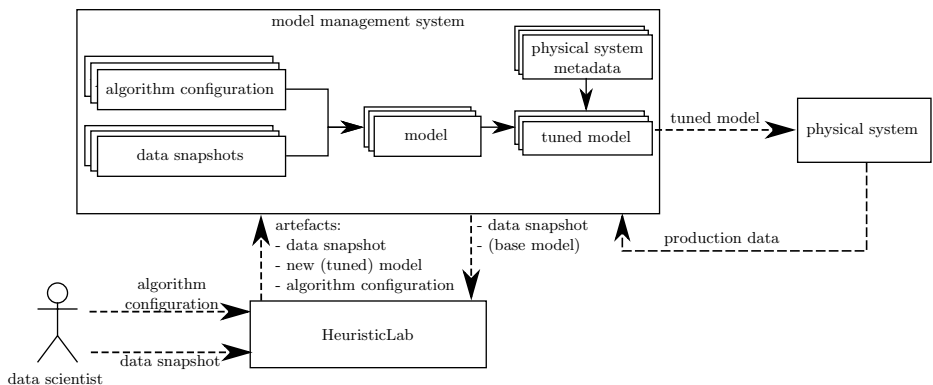 model management system
physical system
metadata
algorithm configuration
data snapshots
model
tuned model
tuned model
physical system
artefacts:
- data snapshot
- new (tuned) model
- algorithm configuration
- data snapshot
- (base model)
production data
algorithm
configuration
HeuristicLab
data snapshot
data scientist